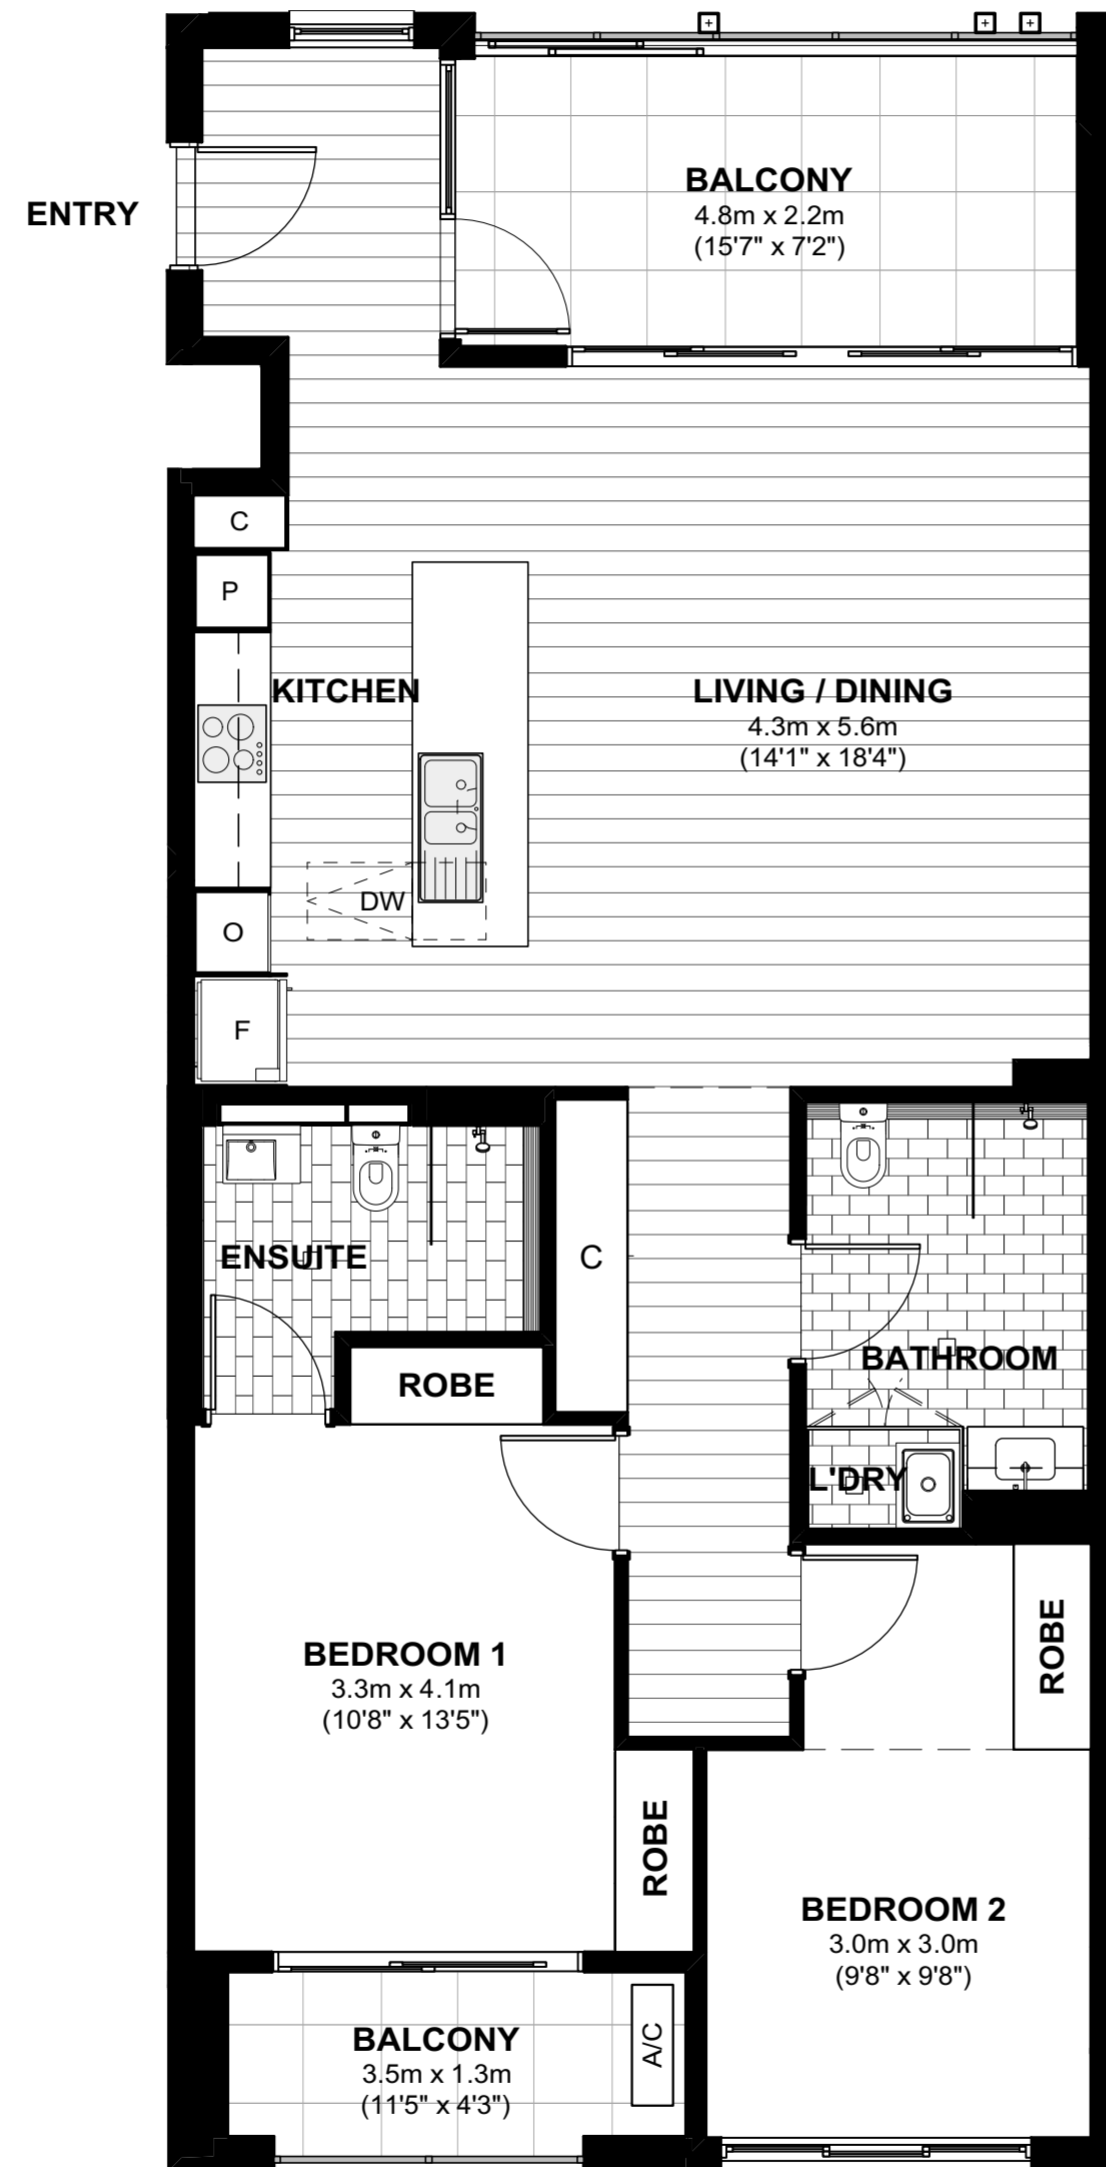 ENTRY
BALCONY
4.8m x 2.2m
(15'7" x 7'2")
C
P
KITCHEN
LIVING / DINING
4.3m x 5.6m
(14'1" x 18'4")
DW
O
F
ENSUITE
C
ROBE
BATHROOM
L'DRY
BEDROOM 1
3.3m x 4.1m
(10'8" x 13'5")
ROBE
ROBE
BEDROOM 2
3.0m x 3.0m
(9'8" x 9'8")
BALCONY
3.5m x 1.3m
(11'5" x 4'3")
A/C